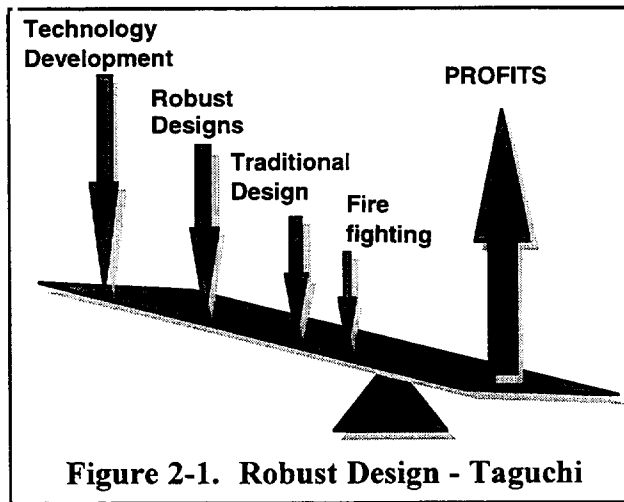 Technology
Development
Robust
Designs
Traditional
Design
Fire
fighting
PROFITS
Figure 2-1. Robust Design - Taguchi